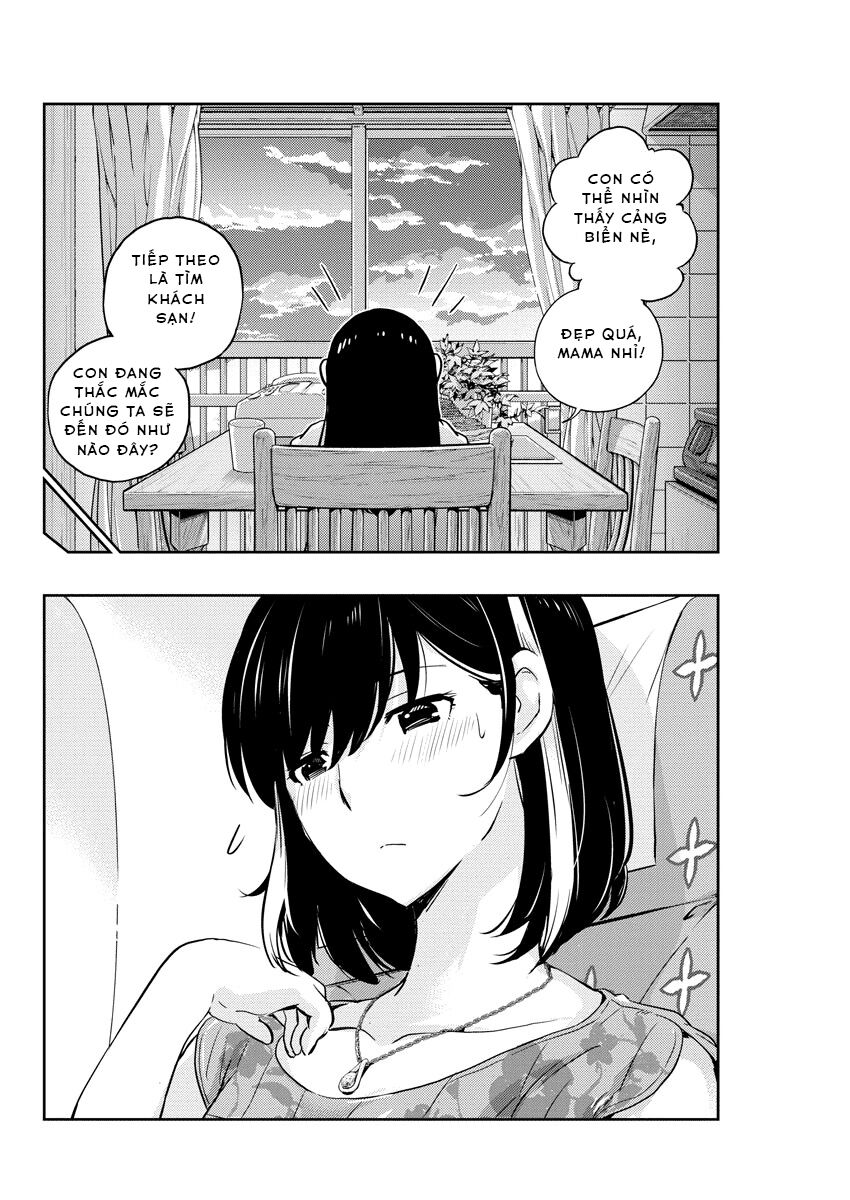 CON CÓ
THỂ NHÌN
THẤY CẢNG
BIỂN NÈ,
ĐẸP QUÁ,
MAMA NHỈ!
TIẾP THEO
LÀ TÌM
KHÁCH
SẠN!
CON ĐANG
THẮC MẮC
CHÚNG TA SẼ
ĐẾN ĐÓ NHƯ
NÀO ĐÂY?